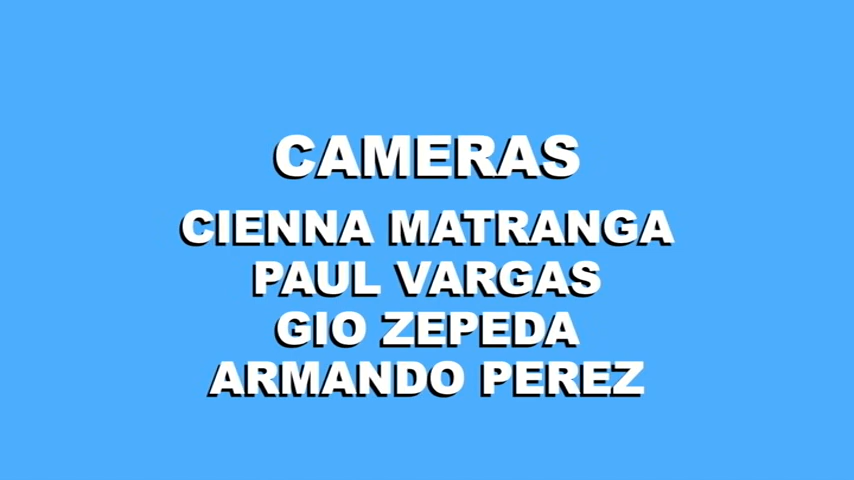 CAMERAS
CIENNA MATRANGA
PAUL VARGAS
GIO ZEPEDA
ARMANDO PEREZ